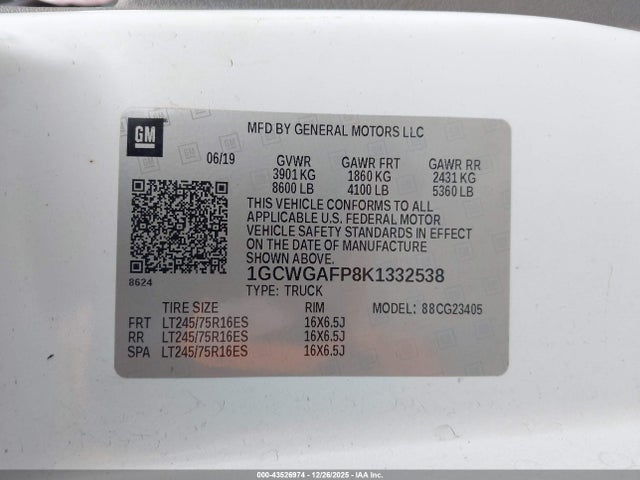 GM
MFD BY GENERAL MOTORS LLC
06/19 GVWR GAWR FRT GAWR RR
3901 KG 1860 KG 2431 KG
8600 LB 4100 LB 5360 LB
THIS VEHICLE CONFORMS TO ALL
APPLICABLE U.S. FEDERAL MOTOR
VEHICLE SAFETY STANDARDS IN EFFECT
ON THE DATE OF MANUFACTURE
SHOWN ABOVE.
8624
1GCWGAFP8K1332538
TYPE: TRUCK
TIRE SIZE RIM MODEL: 88CG23405
FRT LT245/75R16ES 16X6.5J
RR LT245/75R16ES 16X6.5J
SPA LT245/75R16ES 16X6.5J
000-43526974 - 12/26/2025 - IAA Inc.